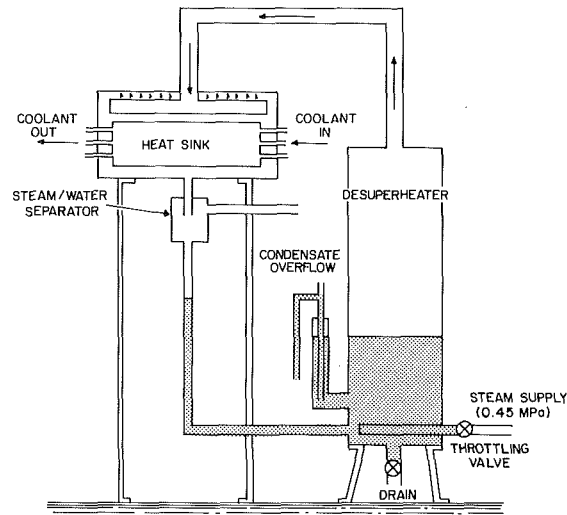 COOLANT
OUT
COOLANT
IN
HEAT SINK
DESUPERHEATER
STEAM/WATER
SEPARATOR
CONDENSATE
OVERFLOW
STEAM SUPPLY
(0.45 MPa)
THROTTLING
VALVE
DRAIN